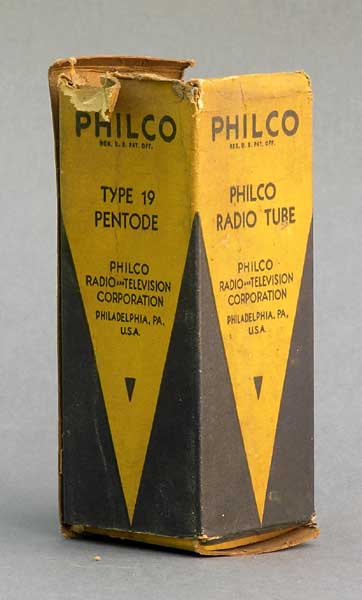 PHILCO
REG. U. S. PAT. OFF.
TYPE 19
PENTODE
PHILCO
RADIO AND TELEVISION
CORPORATION
PHILADELPHIA, PA.
U.S.A.
PHILCO
REG. U. S. PAT. OFF.
PHILCO
RADIO TUBE
PHILCO
RADIO AND TELEVISION
CORPORATION
PHILADELPHIA, PA.
U.S.A.